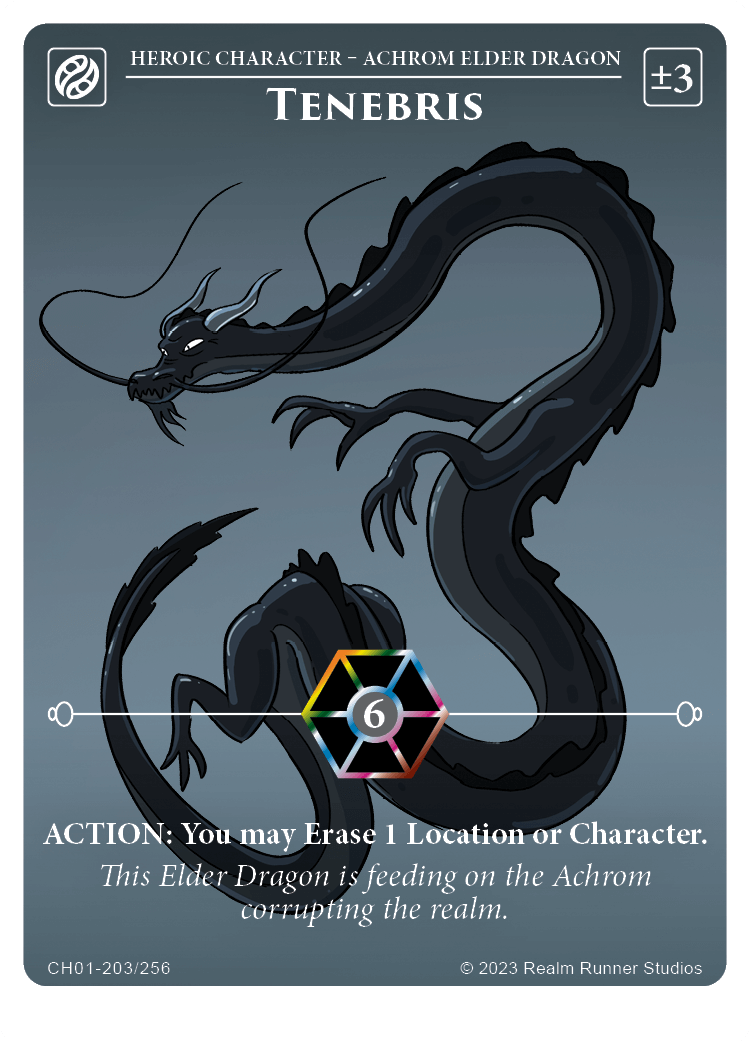 HEROIC CHARACTER – ACHROM ELDER DRAGON
±3
TENEBRIS
6
ACTION: You may Erase 1 Location or Character.
This Elder Dragon is feeding on the Achrom
corrupting the realm.
CH01-203/256
© 2023 Realm Runner Studios